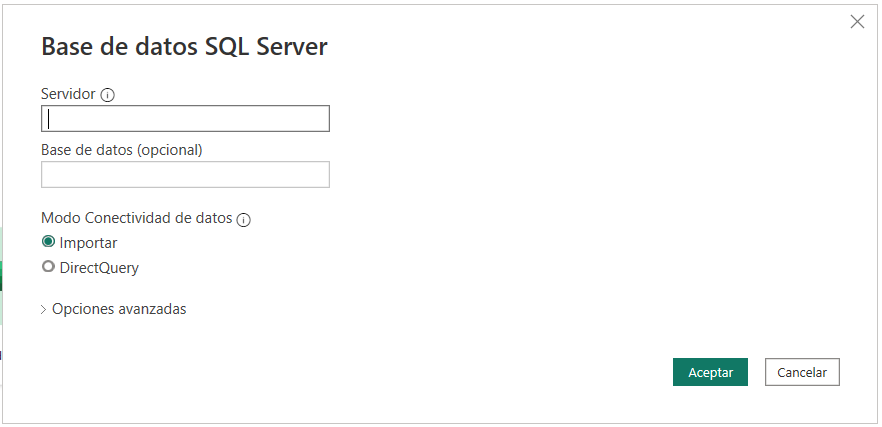 Base de datos SQL Server
Servidor
Base de datos (opcional)
Modo Conectividad de datos
Importar
DirectQuery
Opciones avanzadas
Aceptar Cancelar